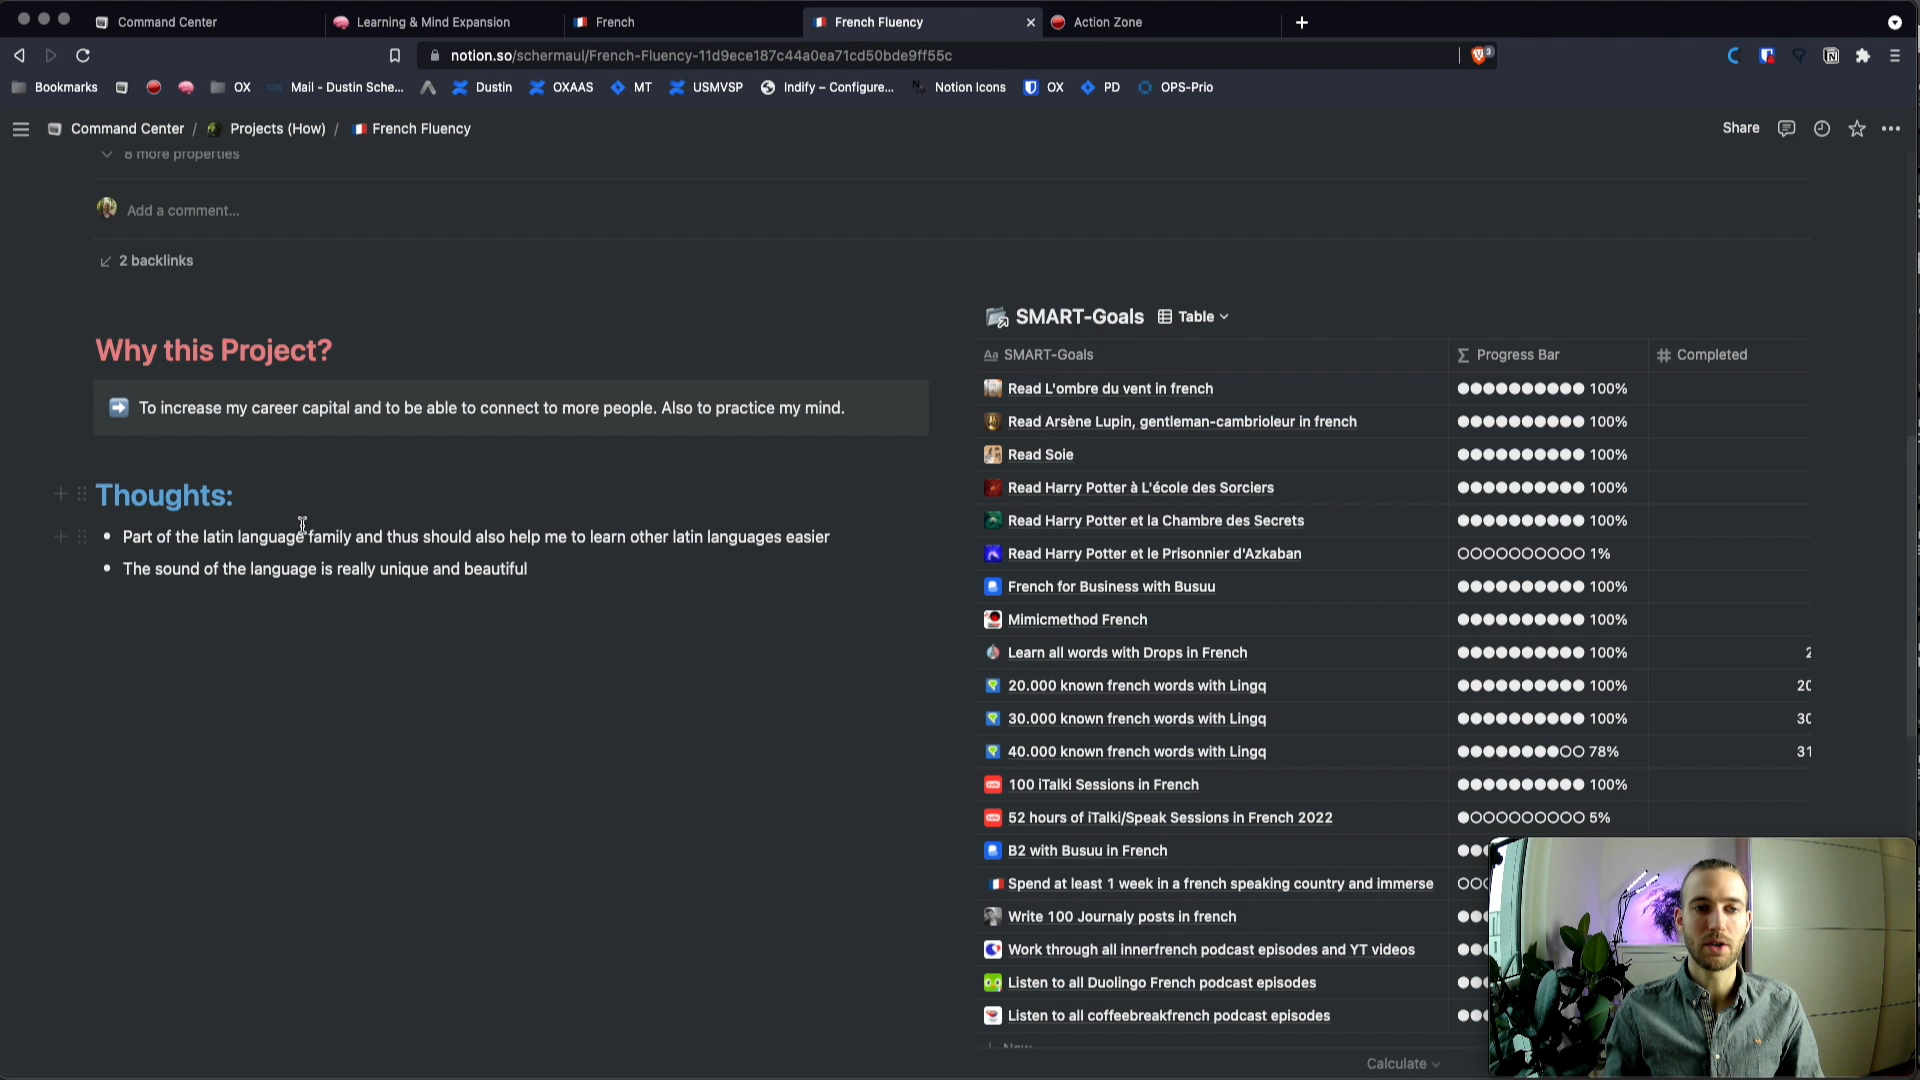 Command Center
Learning & Mind Expansion
French
French Fluency
Action Zone
notion.so/schermaul/French-Fluency-11d9ece187c44a0ea71cd50bde9ff55c
3
Bookmarks
OX
Mail - Dustin Sche...
Dustin
OXAAS
MT
USMVSP
Indify – Configure...
Notion Icons
OX
PD
OPS-Prio
Command Center / Projects (How) / French Fluency
Share
8 more properties
Add a comment...
2 backlinks
Why this Project?
To increase my career capital and to be able to connect to more people. Also to practice my mind.
Thoughts:
• Part of the latin language family and thus should also help me to learn other latin languages easier
• The sound of the language is really unique and beautiful
SMART-Goals Table
Aa SMART-Goals Σ Progress Bar # Completed
Read L'ombre du vent in french ●●●●●●●●●● 100%
Read Arsène Lupin, gentleman-cambrioleur in french ●●●●●●●●●● 100%
Read Soie ●●●●●●●●●● 100%
Read Harry Potter à L'école des Sorciers ●●●●●●●●●● 100%
Read Harry Potter et la Chambre des Secrets ●●●●●●●●●● 100%
Read Harry Potter et le Prisonnier d'Azkaban ○○○○○○○○○○ 1%
French for Business with Busuu ●●●●●●●●●● 100%
Mimicmethod French ●●●●●●●●●● 100%
Learn all words with Drops in French ●●●●●●●●●● 100% 2
20.000 known french words with Lingq ●●●●●●●●●● 100% 20
30.000 known french words with Lingq ●●●●●●●●●● 100% 30
40.000 known french words with Lingq ●●●●●●●●○○ 78% 31
100 iTalki Sessions in French ●●●●●●●●●● 100%
52 hours of iTalki/Speak Sessions in French 2022 ●○○○○○○○○○ 5%
B2 with Busuu in French ●●
Spend at least 1 week in a french speaking country and immerse ○○
Write 100 Journaly posts in french ●●
Work through all innerfrench podcast episodes and YT videos ●●
Listen to all Duolingo French podcast episodes ●●
Listen to all coffeebreakfrench podcast episodes ●●
New
Calculate